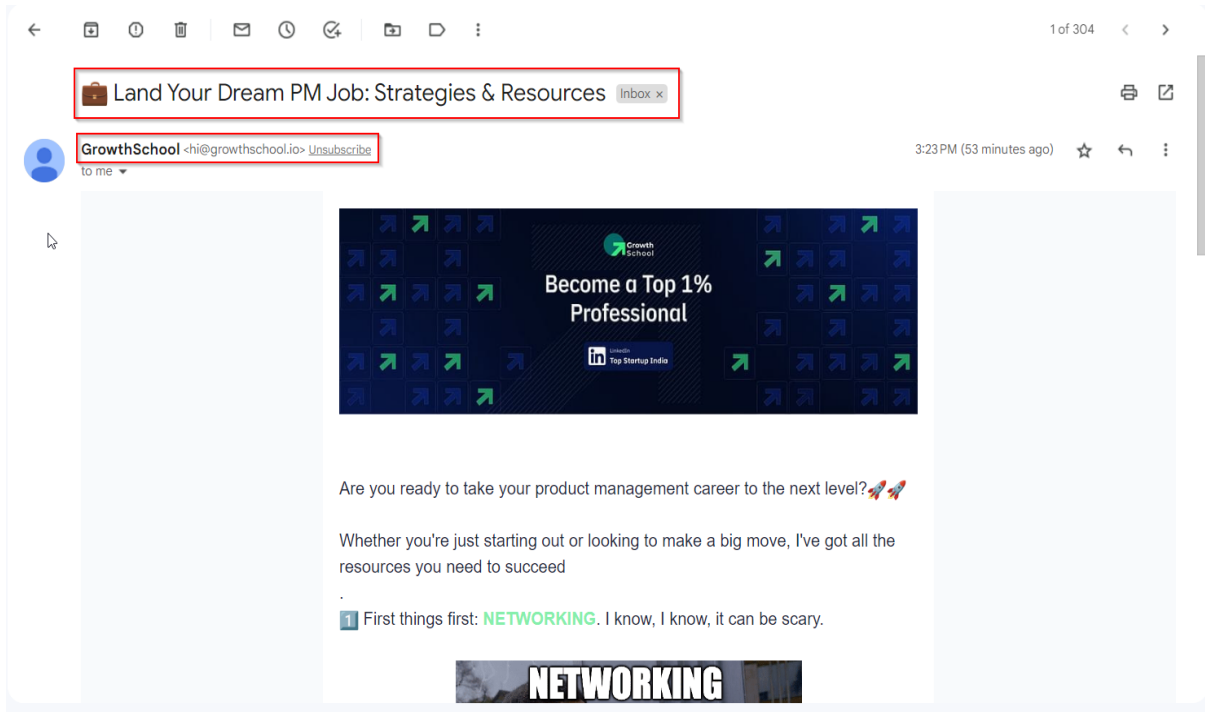 1 of 304
💼 Land Your Dream PM Job: Strategies & Resources Inbox ×
GrowthSchool <hi@growthschool.io> Unsubscribe
3:23 PM (53 minutes ago)
to me
Growth
School
Become a Top 1%
Professional
in LinkedIn
Top Startup India
Are you ready to take your product management career to the next level?🚀🚀
Whether you're just starting out or looking to make a big move, I've got all the
resources you need to succeed
.
1️⃣ First things first: NETWORKING. I know, I know, it can be scary.
NETWORKING